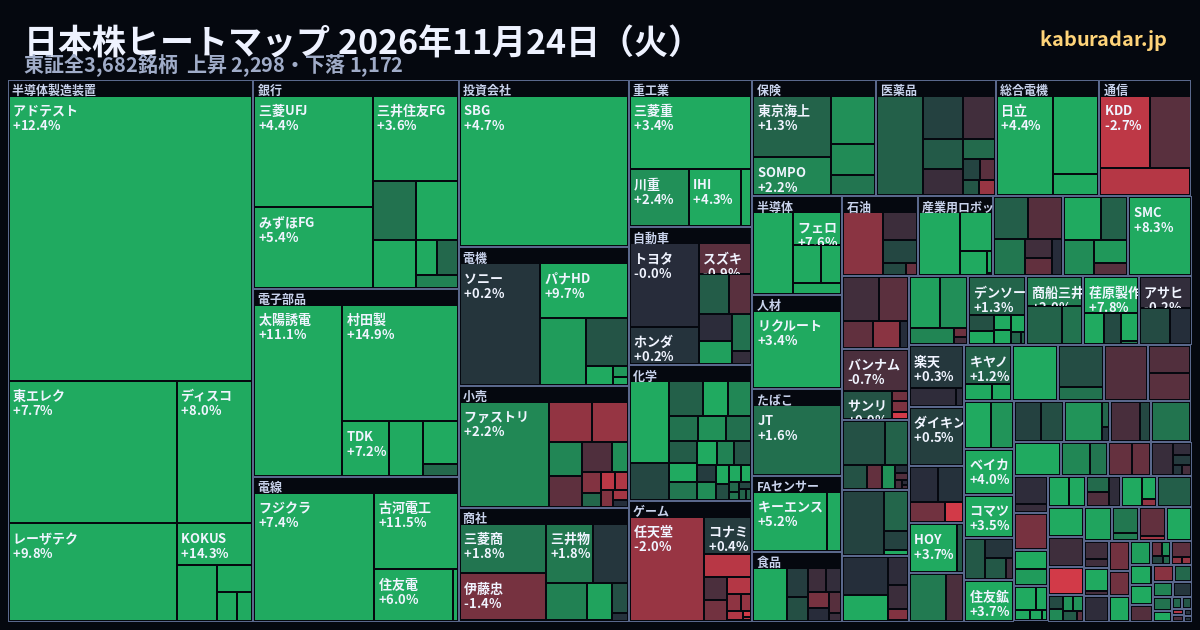 日本株ヒートマップ 2026年11月24日（火）
kaburadar.jp
東証全3,682銘柄 上昇 2,298・下落 1,172
半導体製造装置
アドテスト
+12.4%
東エレク
+7.7%
ディスコ
+8.0%
レーザテク
+9.8%
KOKUS
+14.3%
銀行
三菱UFJ
+4.4%
三井住友FG
+3.6%
みずほFG
+5.4%
電子部品
太陽誘電
+11.1%
村田製
+14.9%
TDK
+7.2%
電線
フジクラ
+7.4%
古河電工
+11.5%
住友電
+6.0%
投資会社
SBG
+4.7%
電機
ソニー
+0.2%
パナHD
+9.7%
小売
ファストリ
+2.2%
商社
三菱商
+1.8%
三井物
+1.8%
伊藤忠
-1.4%
重工業
三菱重
+3.4%
川重
+2.4%
IHI
+4.3%
自動車
トヨタ
-0.0%
スズキ
-0.9%
ホンダ
+0.2%
化学
ゲーム
任天堂
-2.0%
コナミ
+0.4%
保険
東京海上
+1.3%
SOMPO
+2.2%
半導体
フェロ
+7.6%
人材
リクルート
+3.4%
たばこ
JT
+1.6%
FAセンサー
キーエンス
+5.2%
食品
医薬品
総合電機
日立
+4.4%
通信
KDD
-2.7%
石油
産業用ロボッ
SMC
+8.3%
デンソー
+1.3%
商船三井
荏原製作
+7.8%
アサヒ
-0.2%
バンナム
-0.7%
サンリ
楽天
+0.3%
キヤノ
+1.2%
ダイキン
+0.5%
ベイカ
+4.0%
コマツ
+3.5%
HOY
+3.7%
住友鉱
+3.7%